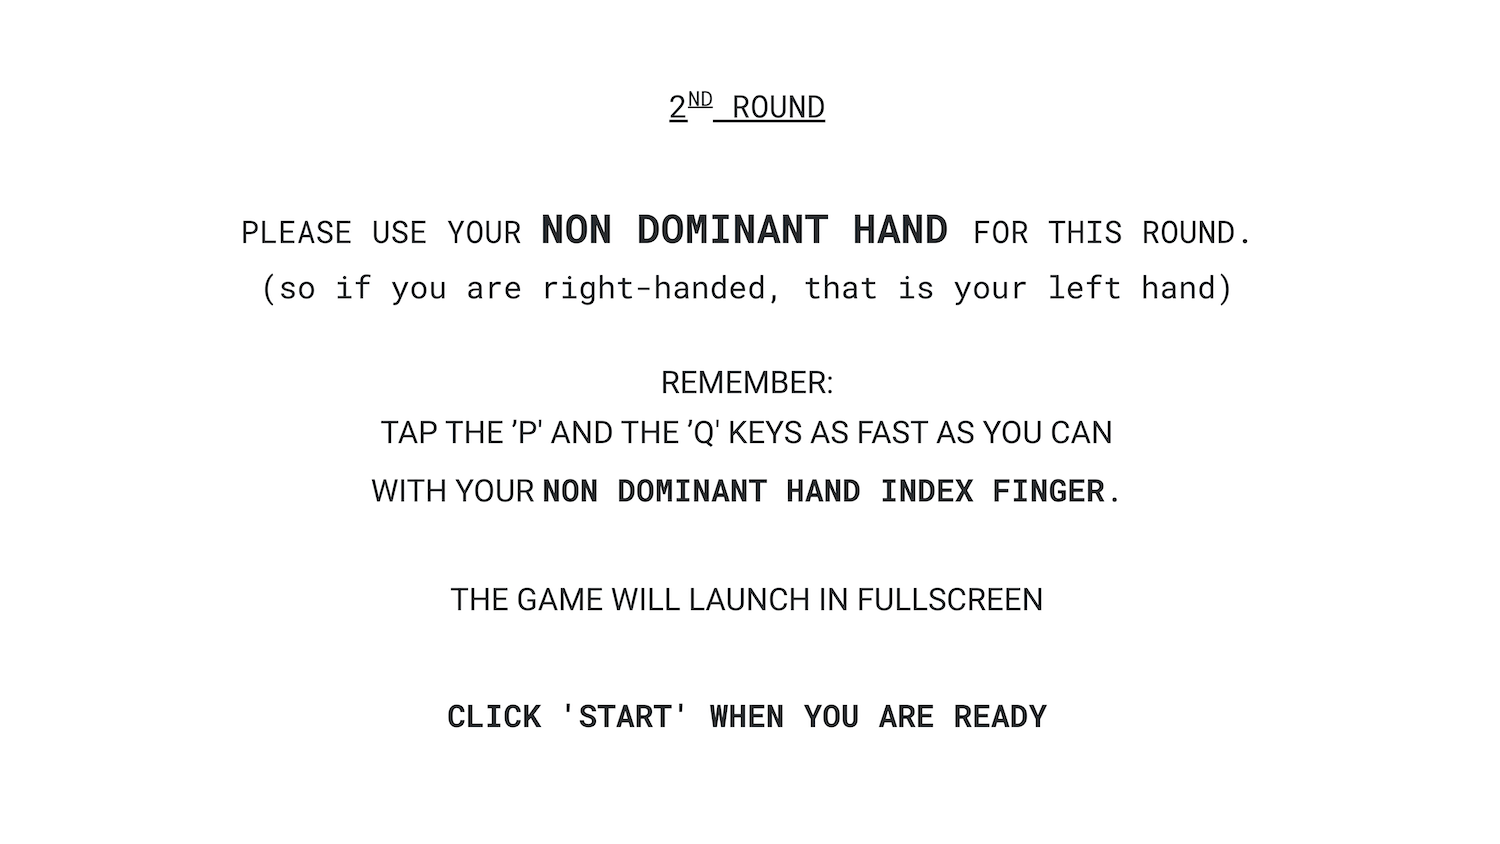 2ND ROUND
PLEASE USE YOUR NON DOMINANT HAND FOR THIS ROUND.
(so if you are right-handed, that is your left hand)
REMEMBER:
TAP THE ’P' AND THE ’Q' KEYS AS FAST AS YOU CAN
WITH YOUR NON DOMINANT HAND INDEX FINGER.
THE GAME WILL LAUNCH IN FULLSCREEN
CLICK 'START' WHEN YOU ARE READY